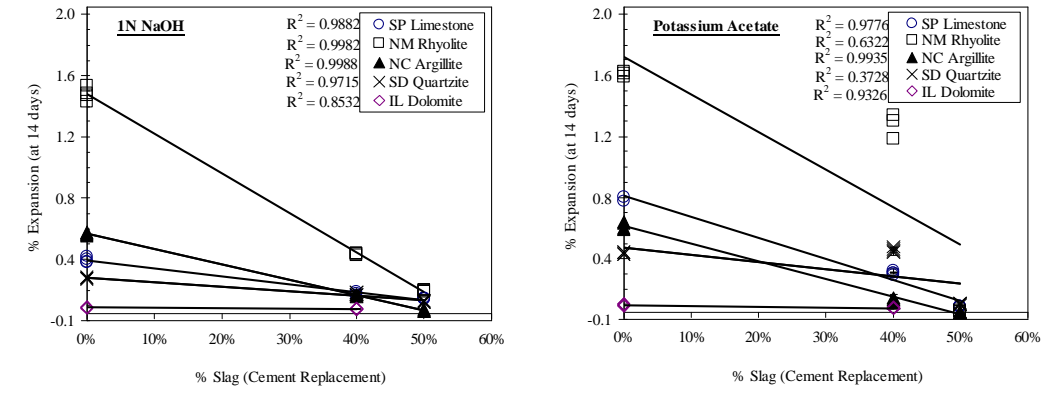 2.0
1.6
1.2
0.8
0.4
-0.1
% Expansion (at 14 days)
1N NaOH
R² = 0.9882
R² = 0.9982
R² = 0.9988
R² = 0.9715
R² = 0.8532
SP Limestone
NM Rhyolite
NC Argillite
SD Quartzite
IL Dolomite
0% 10% 20% 30% 40% 50% 60%
% Slag (Cement Replacement)
2.0
1.6
1.2
0.8
0.4
-0.1
% Expansion (at 14 days)
Potassium Acetate
R² = 0.9776
R² = 0.6322
R² = 0.9935
R² = 0.3728
R² = 0.9326
SP Limestone
NM Rhyolite
NC Argillite
SD Quartzite
IL Dolomite
0% 10% 20% 30% 40% 50% 60%
% Slag (Cement Replacement)